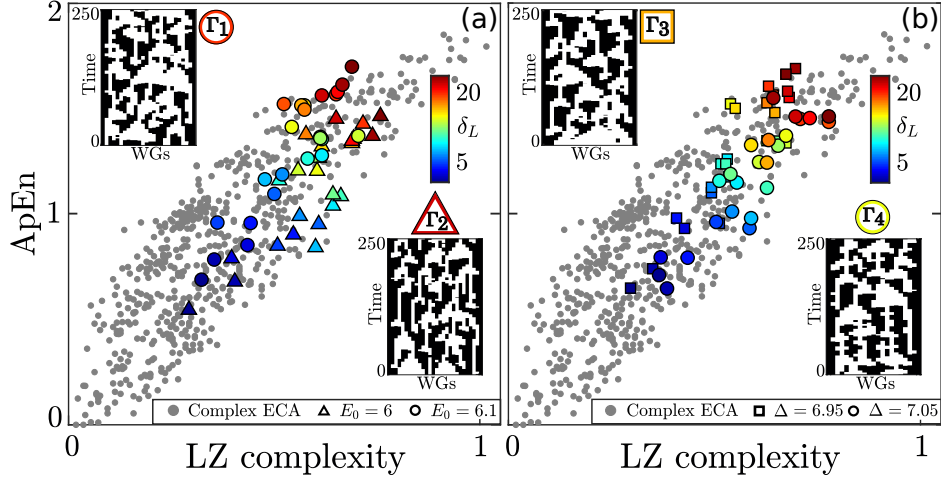 2
250
Γ1
(a)
Time
0
WGs
20
δL
5
ApEn
1
Γ2
250
Time
0
WGs
Complex ECA
E0 = 6
E0 = 6.1
0
0
LZ complexity
1
250
Γ3
(b)
Time
0
WGs
20
δL
5
Γ4
250
Time
0
WGs
Complex ECA
Δ = 6.95
Δ = 7.05
0
LZ complexity
1